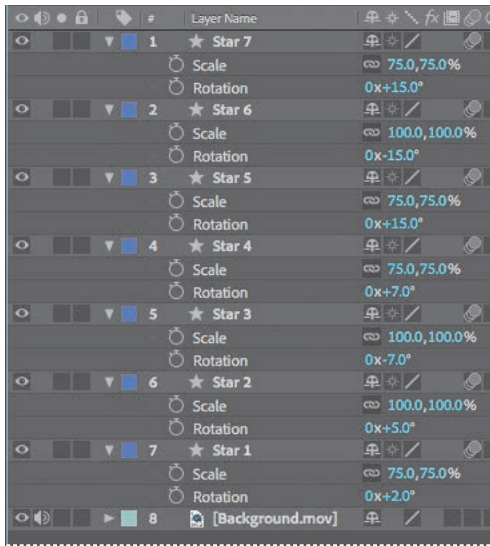 # Layer Name fx
1 Star 7
Scale 75.0,75.0%
Rotation 0x+15.0°
2 Star 6
Scale 100.0,100.0%
Rotation 0x-15.0°
3 Star 5
Scale 75.0,75.0%
Rotation 0x+15.0°
4 Star 4
Scale 75.0,75.0%
Rotation 0x+7.0°
5 Star 3
Scale 100.0,100.0%
Rotation 0x-7.0°
6 Star 2
Scale 100.0,100.0%
Rotation 0x+5.0°
7 Star 1
Scale 75.0,75.0%
Rotation 0x+2.0°
8 [Background.mov]